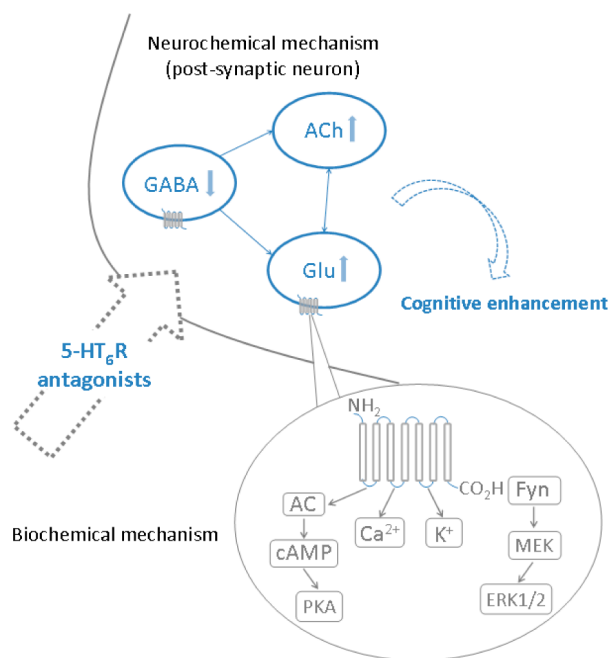 Neurochemical mechanism
(post-synaptic neuron)
ACh
GABA
Glu
Cognitive enhancement
5-HT₆R
antagonists
Biochemical mechanism
NH₂
CO₂H
Fyn
AC
Ca²⁺
K⁺
cAMP
MEK
PKA
ERK1/2